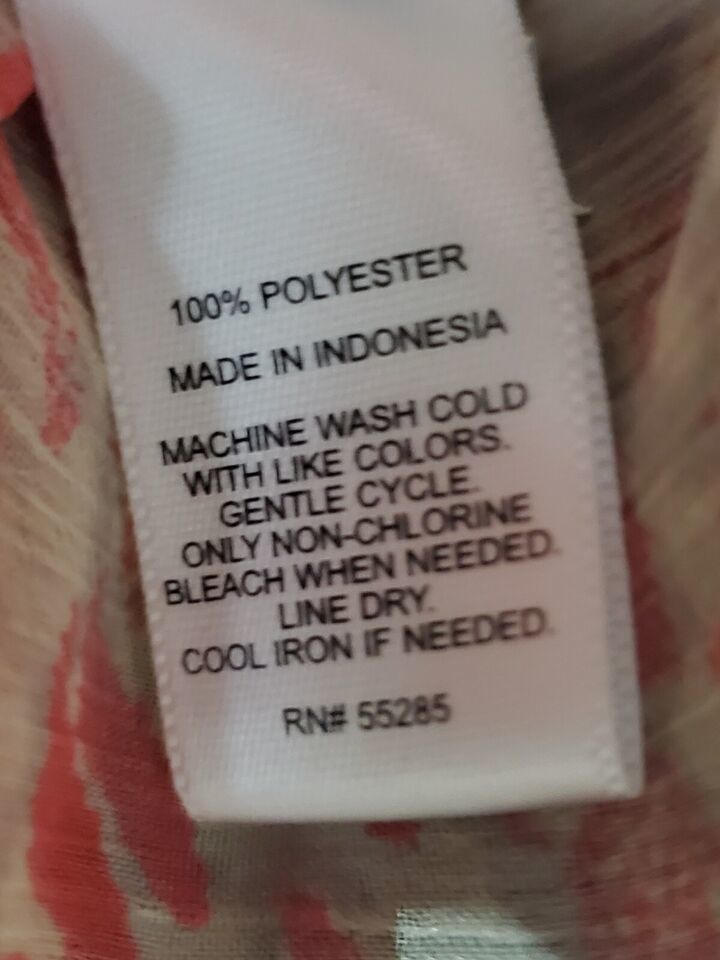 100% POLYESTER
MADE IN INDONESIA
MACHINE WASH COLD
WITH LIKE COLORS.
GENTLE CYCLE.
ONLY NON-CHLORINE
BLEACH WHEN NEEDED.
LINE DRY.
COOL IRON IF NEEDED.
RN# 55285